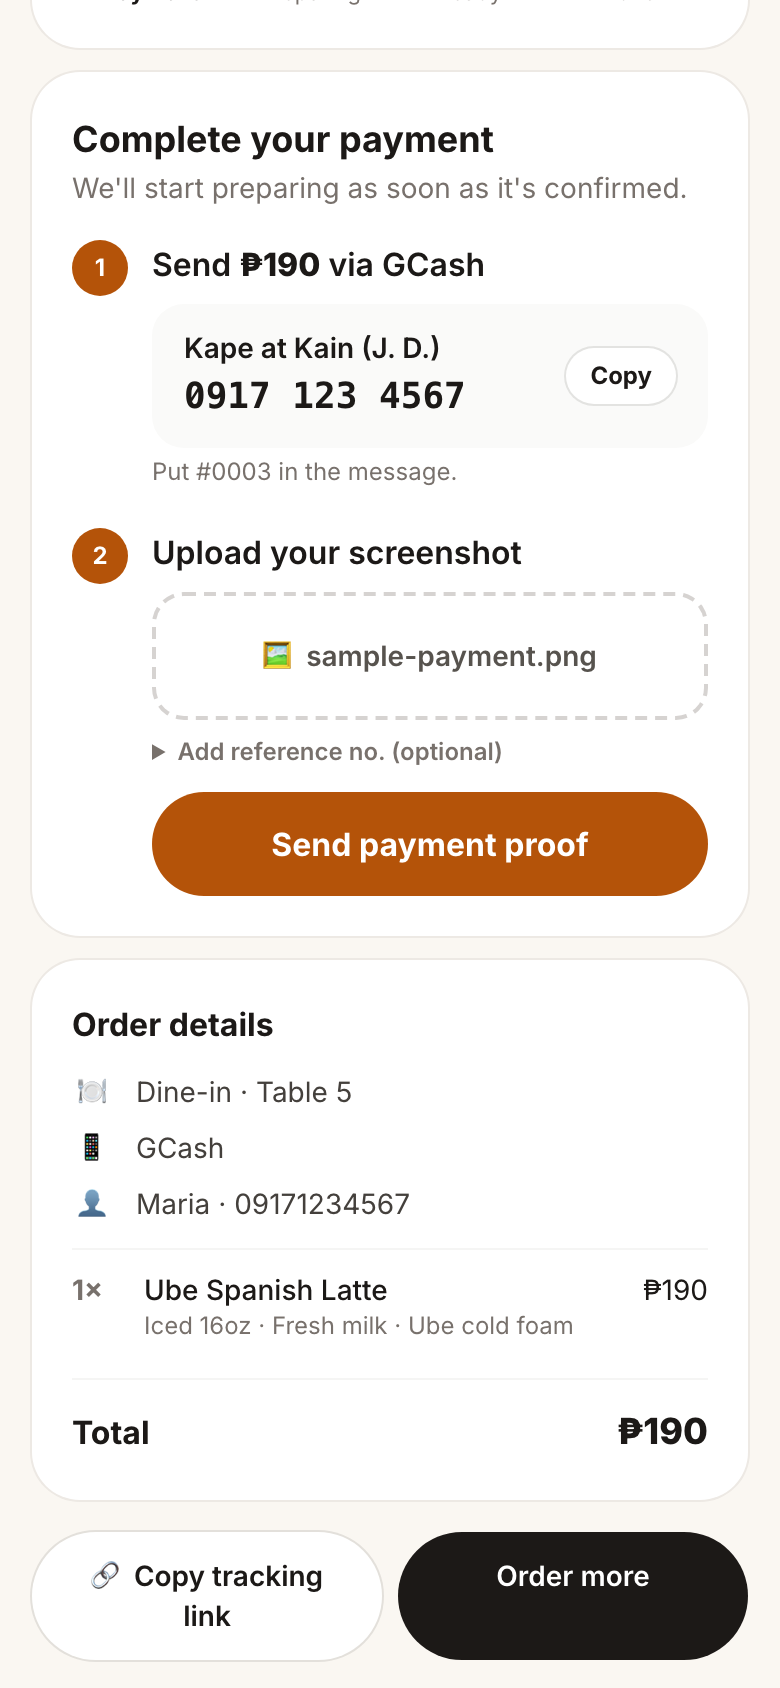 Complete your payment
We'll start preparing as soon as it's confirmed.
1
Send ₱190 via GCash
Kape at Kain (J. D.)
0917 123 4567
Copy
Put #0003 in the message.
2
Upload your screenshot
sample-payment.png
Add reference no. (optional)
Send payment proof
Order details
Dine-in · Table 5
GCash
Maria · 09171234567
1× Ube Spanish Latte ₱190
Iced 16oz · Fresh milk · Ube cold foam
Total ₱190
Copy tracking
link
Order more